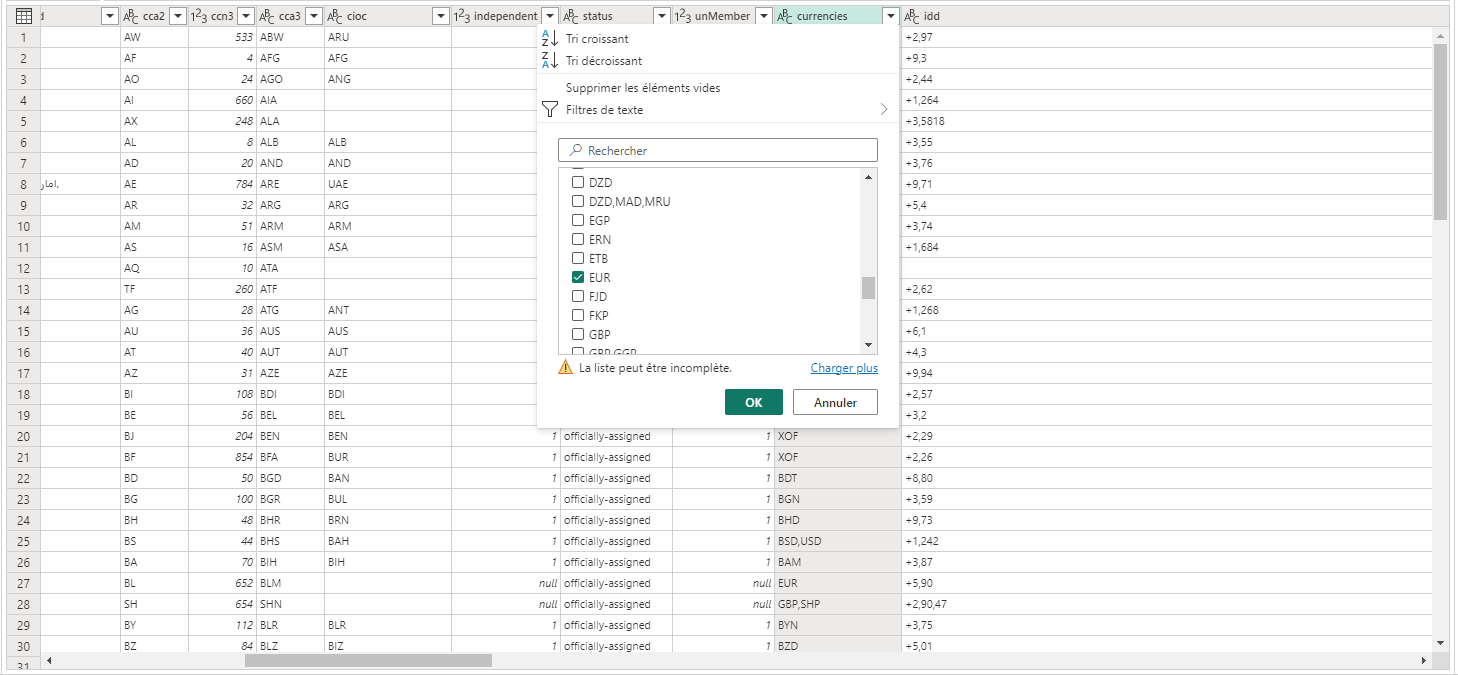 d ABC cca2 123 ccn3 ABC cca3 ABC cioc 123 independent ABC status 123 unMember ABC currencies ABC idd
1 AW 533 ABW ARU +2,97
2 AF 4 AFG AFG +9,3
3 AO 24 AGO ANG +2,44
4 AI 660 AIA +1,264
5 AX 248 ALA +3,5818
6 AL 8 ALB ALB +3,55
7 AD 20 AND AND +3,76
8 امار. AE 784 ARE UAE +9,71
9 AR 32 ARG ARG +5,4
10 AM 51 ARM ARM +3,74
11 AS 16 ASM ASA +1,684
12 AQ 10 ATA
13 TF 260 ATF +2,62
14 AG 28 ATG ANT +1,268
15 AU 36 AUS AUS +6,1
16 AT 40 AUT AUT +4,3
17 AZ 31 AZE AZE +9,94
18 BI 108 BDI BDI +2,57
19 BE 56 BEL BEL +3,2
20 BJ 204 BEN BEN 1 officially-assigned 1 XOF +2,29
21 BF 854 BFA BUR 1 officially-assigned 1 XOF +2,26
22 BD 50 BGD BAN 1 officially-assigned 1 BDT +8,80
23 BG 100 BGR BUL 1 officially-assigned 1 BGN +3,59
24 BH 48 BHR BRN 1 officially-assigned 1 BHD +9,73
25 BS 44 BHS BAH 1 officially-assigned 1 BSD,USD +1,242
26 BA 70 BIH BIH 1 officially-assigned 1 BAM +3,87
27 BL 652 BLM null officially-assigned null EUR +5,90
28 SH 654 SHN null officially-assigned null GBP,SHP +2,90,47
29 BY 112 BLR BLR 1 officially-assigned 1 BYN +3,75
30 BZ 84 BLZ BIZ 1 officially-assigned 1 BZD +5,01
31
Tri croissant
Tri décroissant
Supprimer les éléments vides
Filtres de texte
Rechercher
DZD
DZD,MAD,MRU
EGP
ERN
ETB
EUR
FJD
FKP
GBP
GBP,GGP
La liste peut être incomplète. Charger plus
OK Annuler